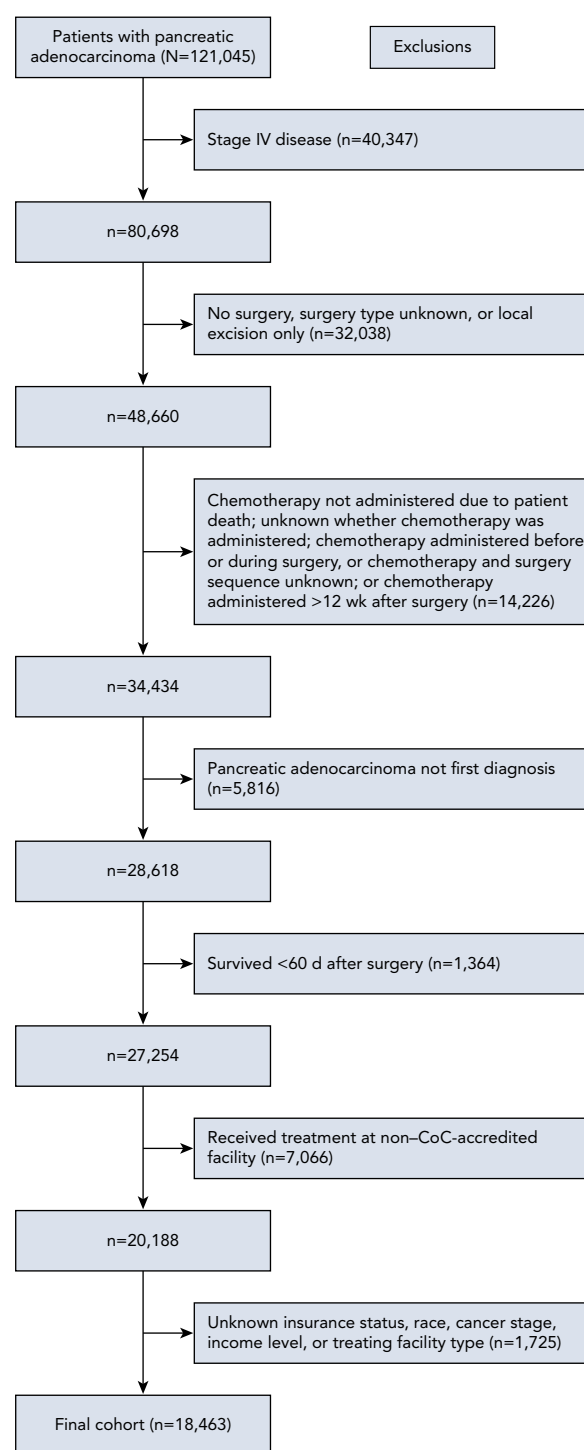 Patients with pancreatic
adenocarcinoma (N=121,045)
Exclusions
Stage IV disease (n=40,347)
n=80,698
No surgery, surgery type unknown, or local
excision only (n=32,038)
n=48,660
Chemotherapy not administered due to patient
death; unknown whether chemotherapy was
administered; chemotherapy administered before
or during surgery, or chemotherapy and surgery
sequence unknown; or chemotherapy
administered >12 wk after surgery (n=14,226)
n=34,434
Pancreatic adenocarcinoma not first diagnosis
(n=5,816)
n=28,618
Survived <60 d after surgery (n=1,364)
n=27,254
Received treatment at non–CoC-accredited
facility (n=7,066)
n=20,188
Unknown insurance status, race, cancer stage,
income level, or treating facility type (n=1,725)
Final cohort (n=18,463)